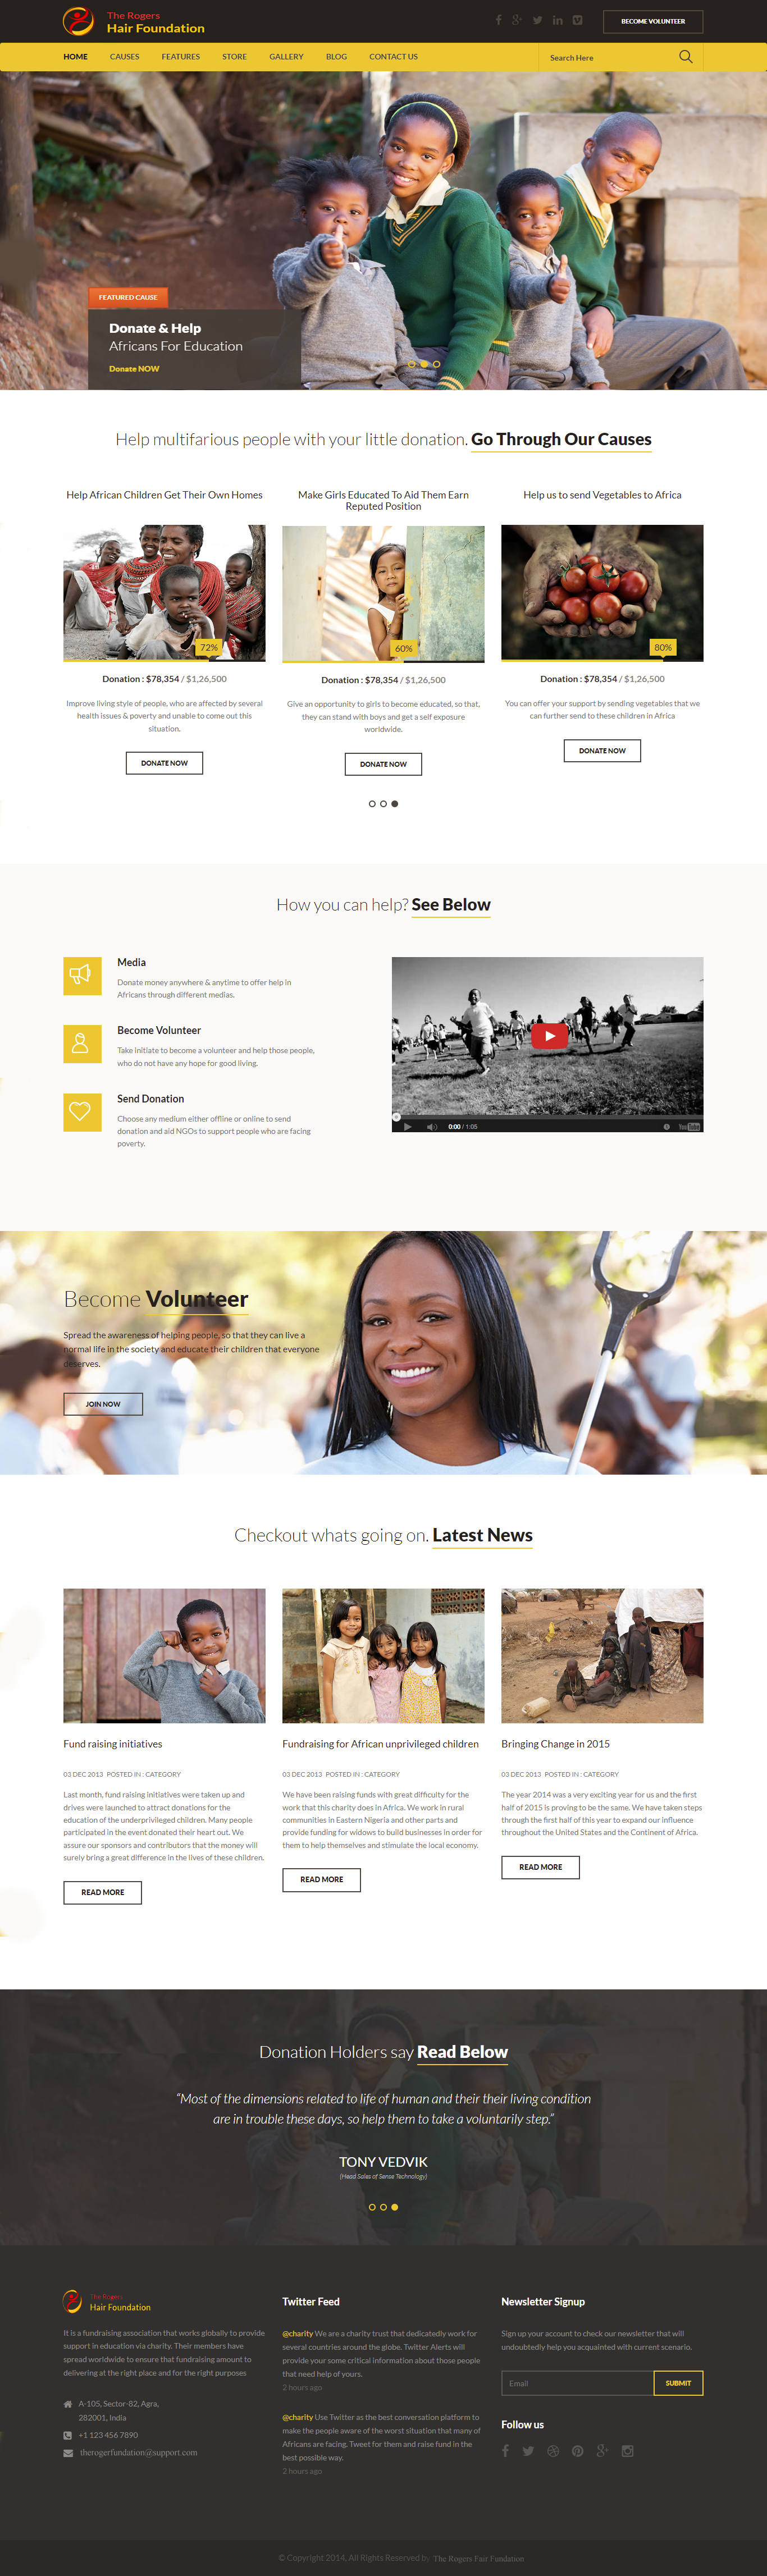 The Rogers
Hair Foundation
BECOME VOLUNTEER
HOME CAUSES FEATURES STORE GALLERY BLOG CONTACT US
Search Here
FEATURED CAUSE
Donate & Help
Africans For Education
Donate NOW
Help multifarious people with your little donation. Go Through Our Causes
Help African Children Get Their Own Homes
72%
Donation : $78,354 / $1,26,500
Improve living style of people, who are affected by several
health issues & poverty and unable to come out this
situation.
DONATE NOW
Make Girls Educated To Aid Them Earn
Reputed Position
60%
Donation : $78,354 / $1,26,500
Give an opportunity to girls to become educated, so that,
they can stand with boys and get a self exposure
worldwide.
DONATE NOW
Help us to send Vegetables to Africa
80%
Donation : $78,354 / $1,26,500
You can offer your support by sending vegetables that we
can further send to these children in Africa
DONATE NOW
How you can help? See Below
Media
Donate money anywhere & anytime to offer help in
Africans through different medias.
Become Volunteer
Take initiate to become a volunteer and help those people,
who do not have any hope for good living.
Send Donation
Choose any medium either offline or online to send
donation and aid NGOs to support people who are facing
poverty.
0:00 / 1:05
YouTube
Become Volunteer
Spread the awareness of helping people, so that they can live a
normal life in the society and educate their children that everyone
deserves.
JOIN NOW
Checkout whats going on. Latest News
Fund raising initiatives
03 DEC 2013 POSTED IN : CATEGORY
Last month, fund raising initiatives were taken up and
drives were launched to attract donations for the
education of the underprivileged children. Many people
participated in the event donated their heart out. We
assure our sponsors and contributors that the money will
surely bring a great difference in the lives of these children.
READ MORE
Fundraising for African unprivileged children
03 DEC 2013 POSTED IN : CATEGORY
We have been raising funds with great difficulty for the
work that this charity does in Africa. We work in rural
communities in Eastern Nigeria and other parts and
provide funding for widows to build businesses in order for
them to help themselves and stimulate the local economy.
READ MORE
Bringing Change in 2015
03 DEC 2013 POSTED IN : CATEGORY
The year 2014 was a very exciting year for us and the first
half of 2015 is proving to be the same. We have taken steps
through the first half of this year to expand our influence
throughout the United States and the Continent of Africa.
READ MORE
Donation Holders say Read Below
“Most of the dimensions related to life of human and their their living condition
are in trouble these days, so help them to take a voluntarily step.”
TONY VEDVIK
(Head Sales of Sense Technology)
The Rogers
Hair Foundation
It is a fundraising association that works globally to provide
support in education via charity. Their members have
spread worldwide to ensure that fundraising amount to
delivering at the right place and for the right purposes
A-105, Sector-82, Agra,
282001, India
+1 123 456 7890
therogerfundation@support.com
Twitter Feed
@charity We are a charity trust that dedicatedly work for
several countries around the globe. Twitter Alerts will
provide your some critical information about those people
that need help of yours.
2 hours ago
@charity Use Twitter as the best conversation platform to
make the people aware of the worst situation that many of
Africans are facing. Tweet for them and raise fund in the
best possible way.
2 hours ago
Newsletter Signup
Sign up your account to check our newsletter that will
undoubtedly help you acquainted with current scenario.
Email
SUBMIT
Follow us
© Copyright 2014, All Rights Reserved by The Rogers Fair Fundation